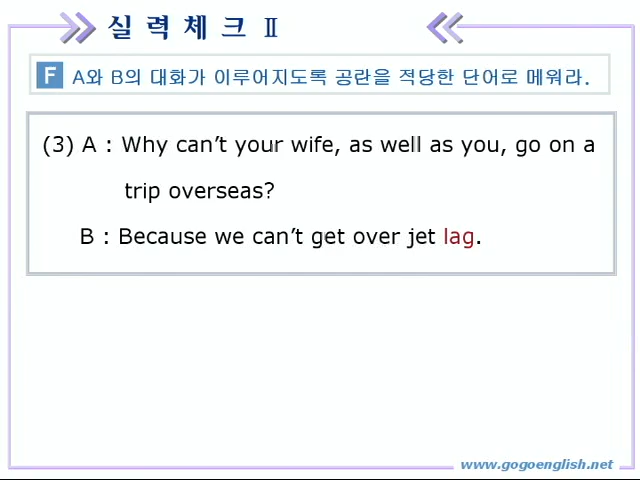 실 력 체 크 Ⅱ
F A와 B의 대화가 이루어지도록 공란을 적당한 단어로 메워라.
(3) A : Why can't your wife, as well as you, go on a
trip overseas?
B : Because we can't get over jet lag.
www.gogoenglish.net